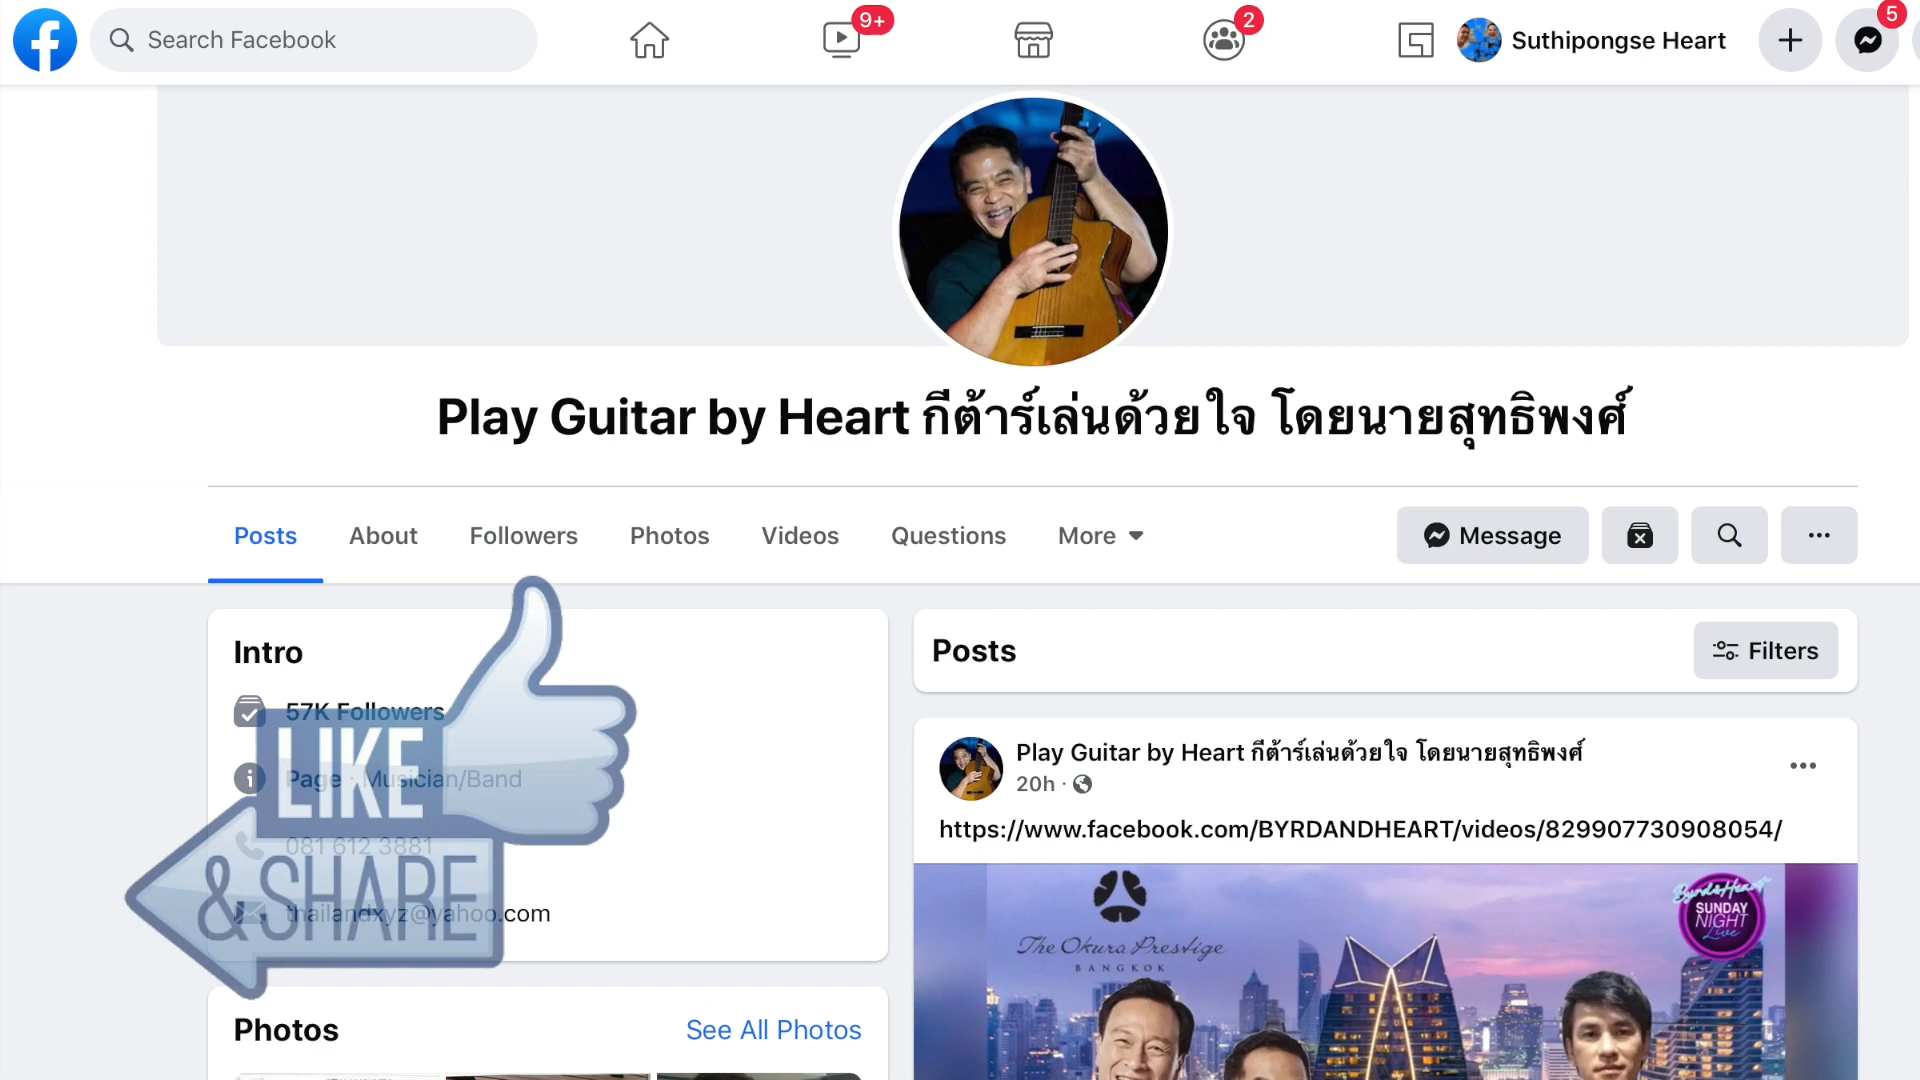 Search Facebook
9+
2
Suthipongse Heart
5
Play Guitar by Heart กีต้าร์เล่นด้วยใจ โดยนายสุทธิพงศ์
Posts
About
Followers
Photos
Videos
Questions
More
Message
Intro
57K Followers
Page · Musician/Band
081 612 3881
thailandxyz@yahoo.com
LIKE
&SHARE
Photos
See All Photos
Posts
Filters
Play Guitar by Heart กีต้าร์เล่นด้วยใจ โดยนายสุทธิพงศ์
20h ·
https://www.facebook.com/BYRDANDHEART/videos/829907730908054/
The Okura Prestige
BANGKOK
Byrd&Heart
SUNDAY
NIGHT
Live